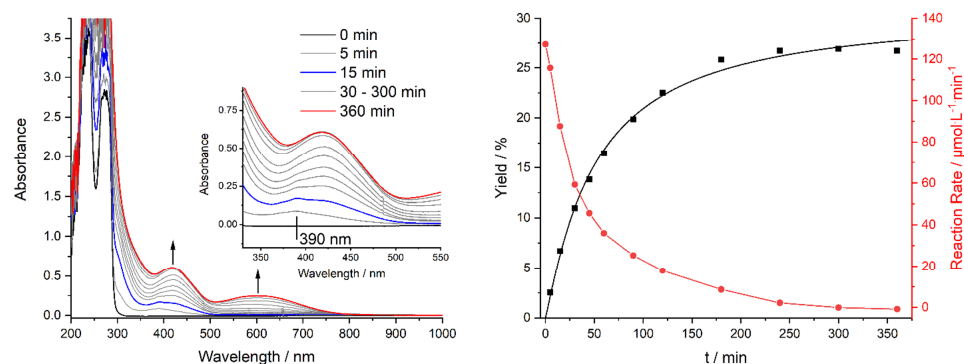 Absorbance
3.5
3.0
2.5
2.0
1.5
1.0
0.5
0.0
200 300 400 500 600 700 800 900 1000
Wavelength / nm
0 min
5 min
15 min
30 - 300 min
360 min
Absorbance
0.75
0.50
0.25
0.00
390 nm
350 400 450 500 550
Wavelength / nm
Yield / %
30
25
20
15
10
5
0
0 50 100 150 200 250 300 350
t / min
140
120
100
80
60
40
20
0
Reaction Rate / µmol·L⁻¹·min⁻¹